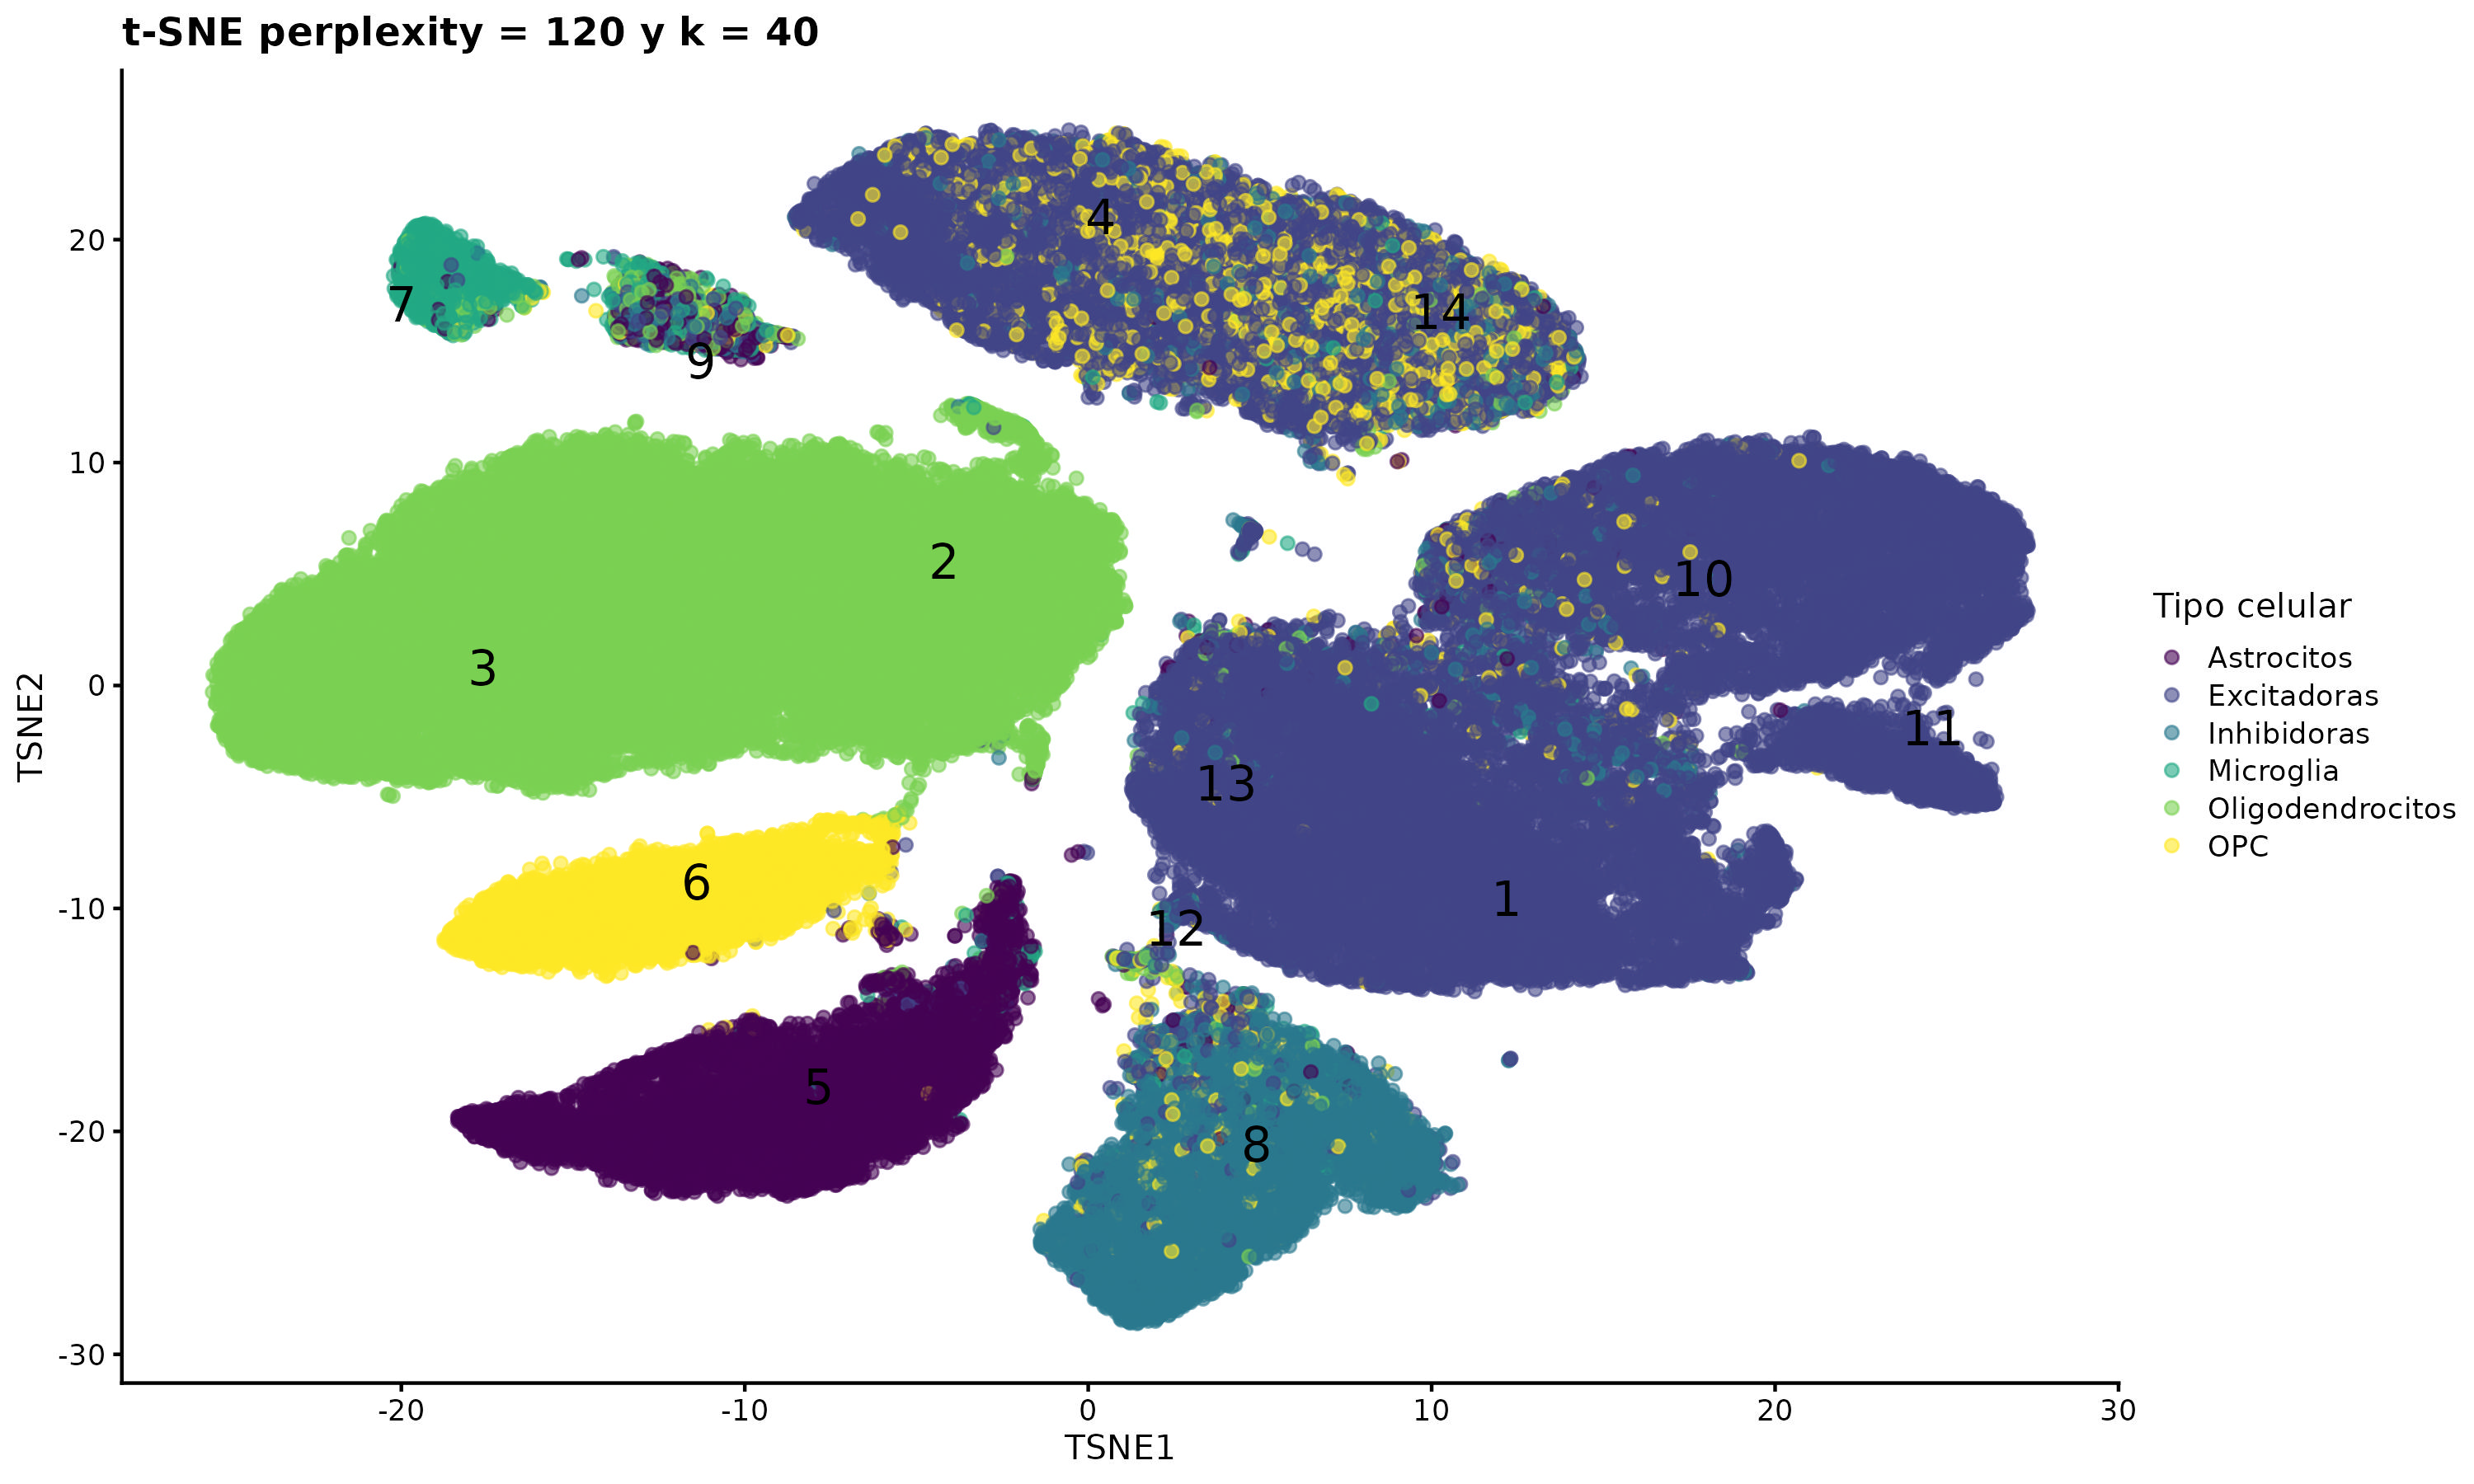 t-SNE perplexity = 120 y k = 40
TSNE2
20
10
0
-10
-20
-30
4
14
7
9
2
3
10
11
13
6
1
12
5
8
Tipo celular
Astrocitos
Excitadoras
Inhibidoras
Microglia
Oligodendrocitos
OPC
-20
-10
0
10
20
30
TSNE1